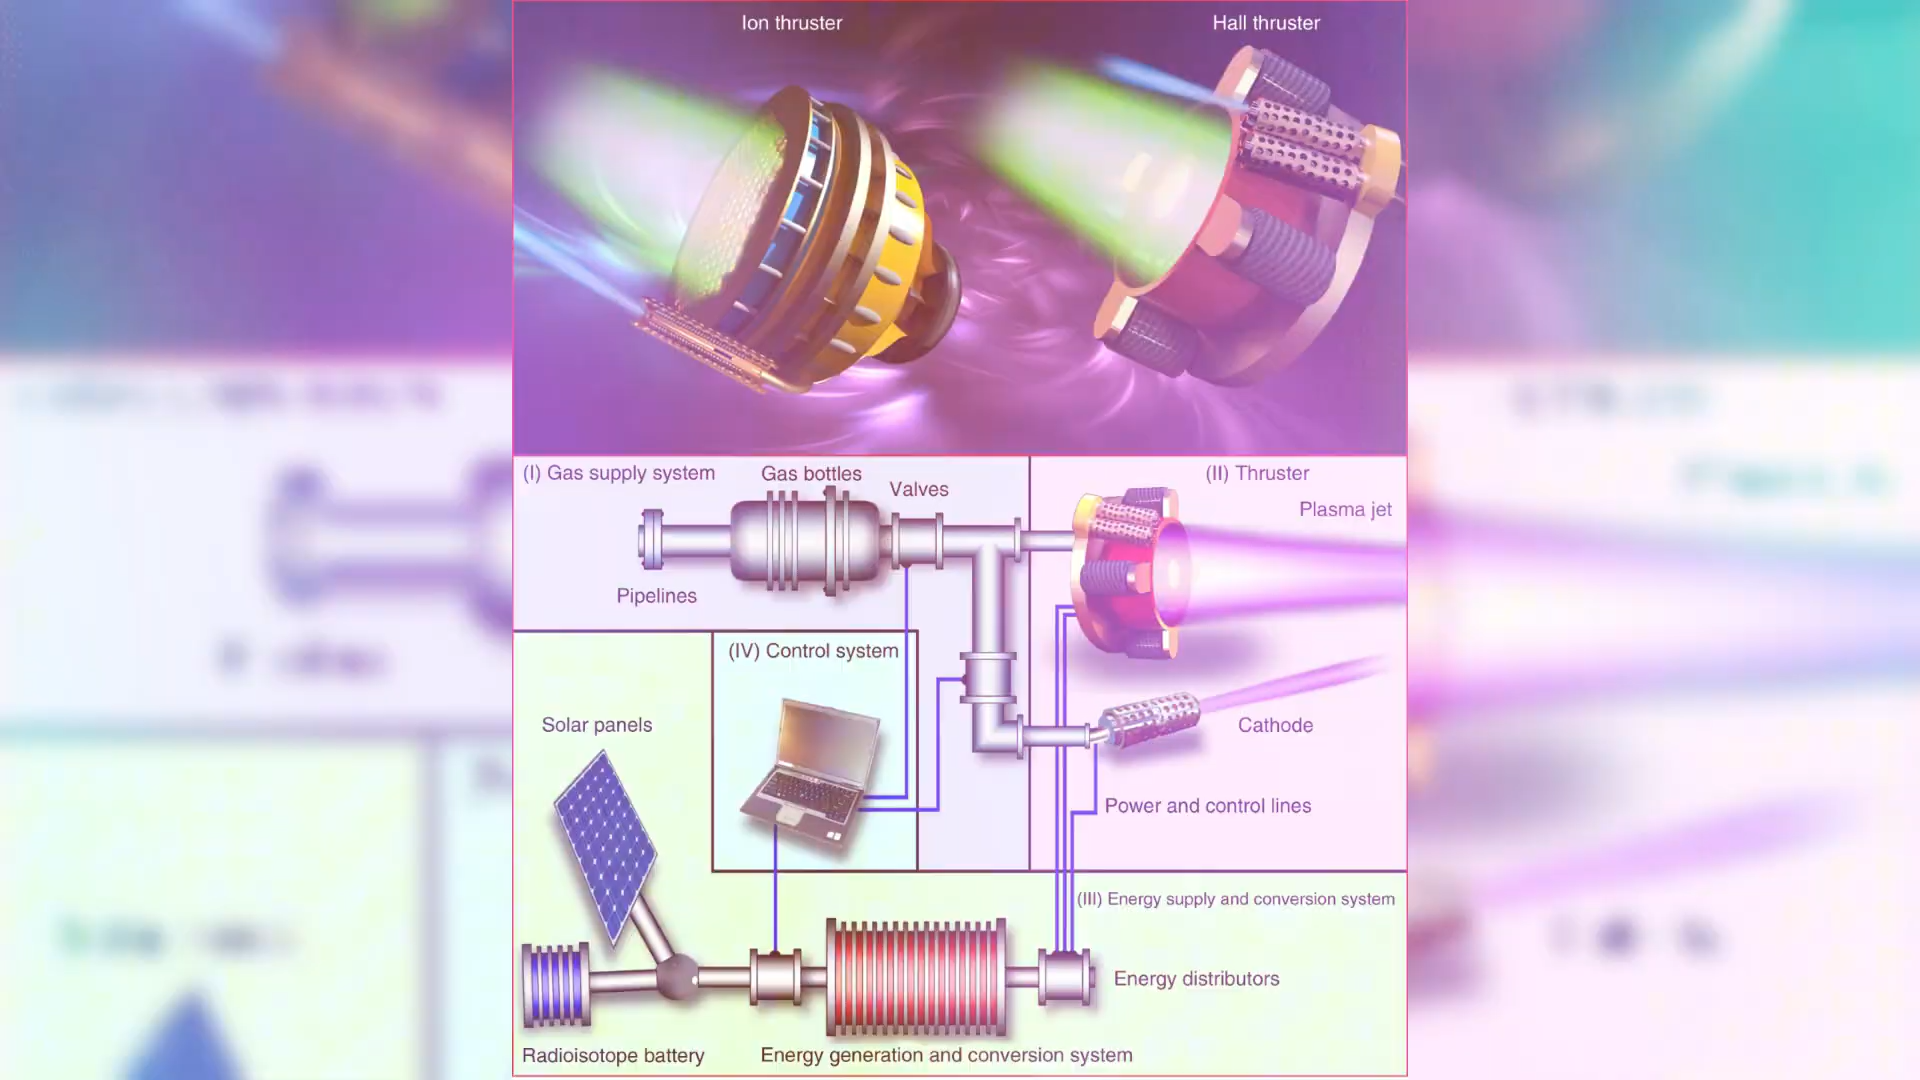 Ion thruster
Hall thruster
(I) Gas supply system
Gas bottles
Valves
(II) Thruster
Plasma jet
Pipelines
(IV) Control system
Solar panels
Cathode
Power and control lines
(III) Energy supply and conversion system
Energy distributors
Radioisotope battery
Energy generation and conversion system